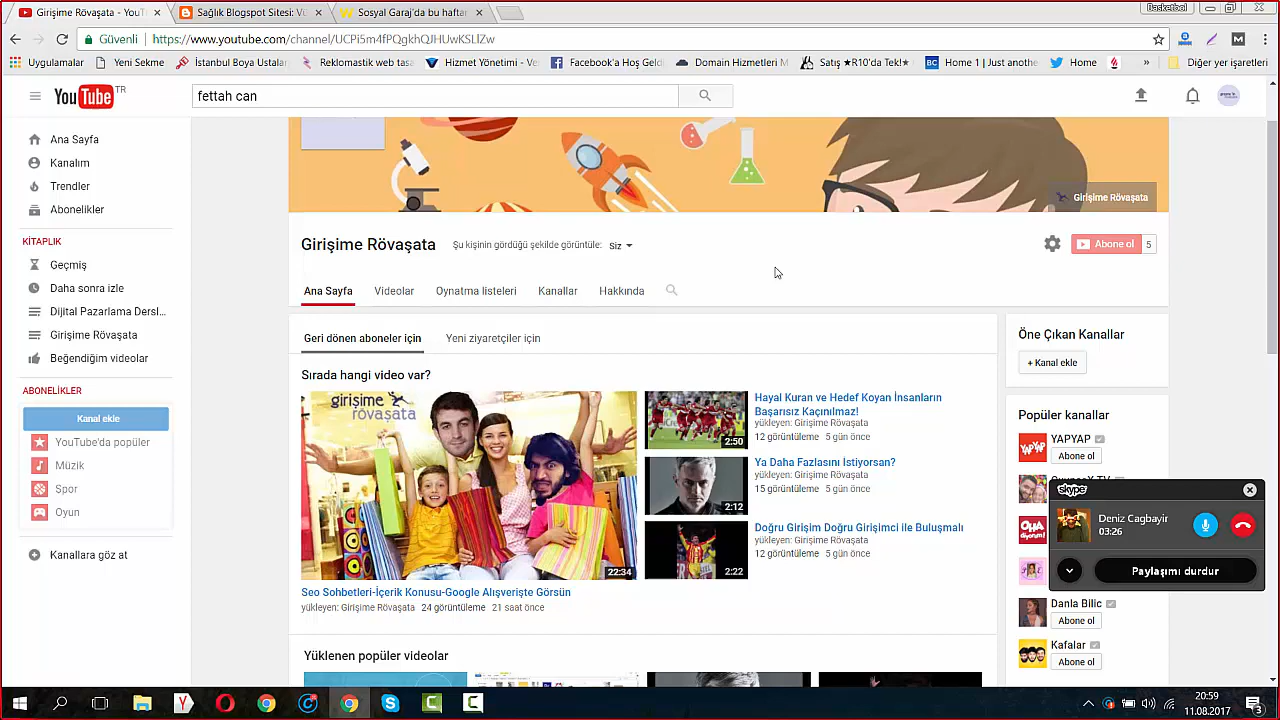 Girişime Rövaşata - YouT
Sağlık Blogspot Sitesi: Vü
Sosyal Garaj'da bu haftan
Basketbol
Güvenli
https://www.youtube.com/channel/UCPi5m4fPQgkhQJHUwKSLlZw
Uygulamalar
Yeni Sekme
İstanbul Boya Ustaları
Reklomastik web tasa
Hizmet Yönetimi - Ve
Facebook'a Hoş Geld
Domain Hizmetleri M
Satış ★R10'da Tek!★
Home 1 | Just anothe
Home
»
Diğer yer işaretleri
YouTube TR
fettah can
Ana Sayfa
Kanalım
Trendler
Abonelikler
KİTAPLIK
Geçmiş
Daha sonra izle
Dijital Pazarlama Dersl...
Girişime Rövaşata
Beğendiğim videolar
ABONELİKLER
Kanal ekle
YouTube'da popüler
Müzik
Spor
Oyun
Kanallara göz at
Girişime Rövaşata
Girişime Rövaşata
Şu kişinin gördüğü şekilde görüntüle: Siz
Abone ol 5
Ana Sayfa
Videolar
Oynatma listeleri
Kanallar
Hakkında
Geri dönen aboneler için
Yeni ziyaretçiler için
Sırada hangi video var?
girişime
rövaşata
22:34
Seo Sohbetleri-İçerik Konusu-Google Alışverişte Görsün
yükleyen: Girişime Rövaşata 24 görüntüleme 21 saat önce
2:50
Hayal Kuran ve Hedef Koyan İnsanların
Başarısız Kaçınılmaz!
yükleyen: Girişime Rövaşata
12 görüntüleme 5 gün önce
2:12
Ya Daha Fazlasını İstiyorsan?
yükleyen: Girişime Rövaşata
15 görüntüleme 5 gün önce
2:22
Doğru Girişim Doğru Girişimci ile Buluşmalı
yükleyen: Girişime Rövaşata
12 görüntüleme 5 gün önce
Yüklenen popüler videolar
Öne Çıkan Kanallar
+ Kanal ekle
Popüler kanallar
YAPYAP
Abone ol
skype
Deniz Cagbayir
03:26
Paylaşımı durdur
OHA
diyorum!
Danla Bilic
Abone ol
Kafalar
Abone ol
20:59
11.08.2017
3